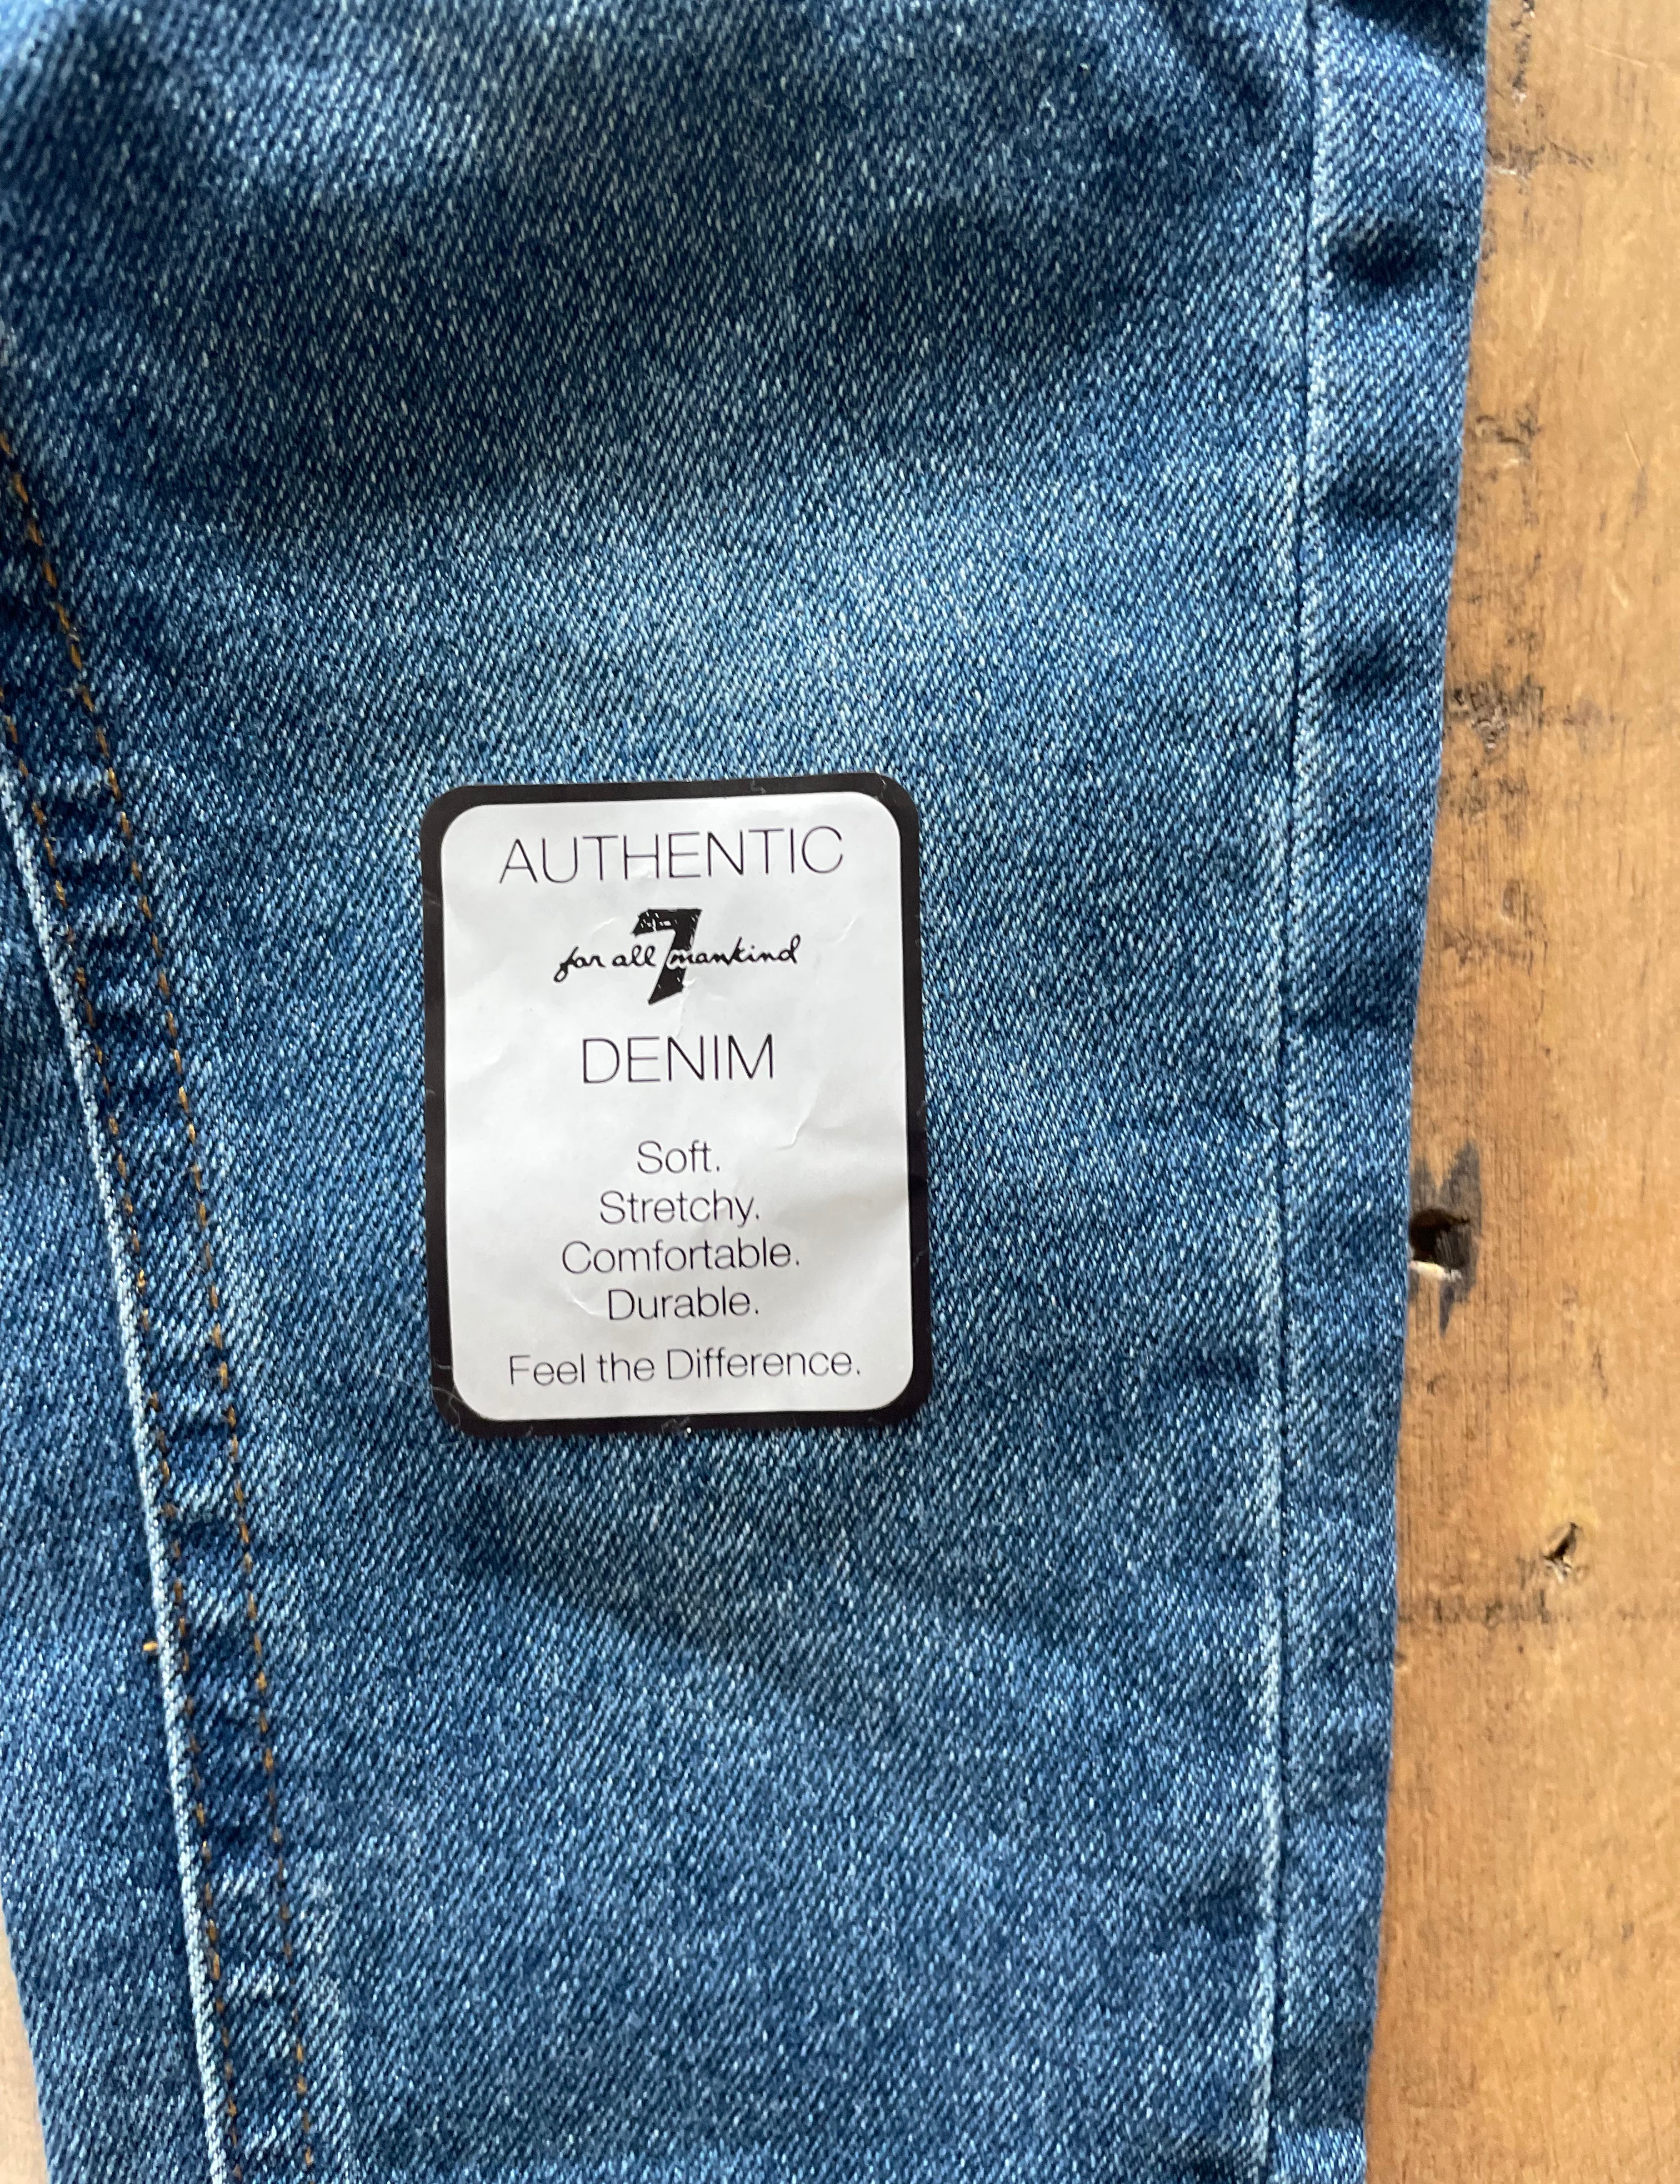 AUTHENTIC
7
for all mankind
DENIM
Soft.
Stretchy.
Comfortable.
Durable.
Feel the Difference.